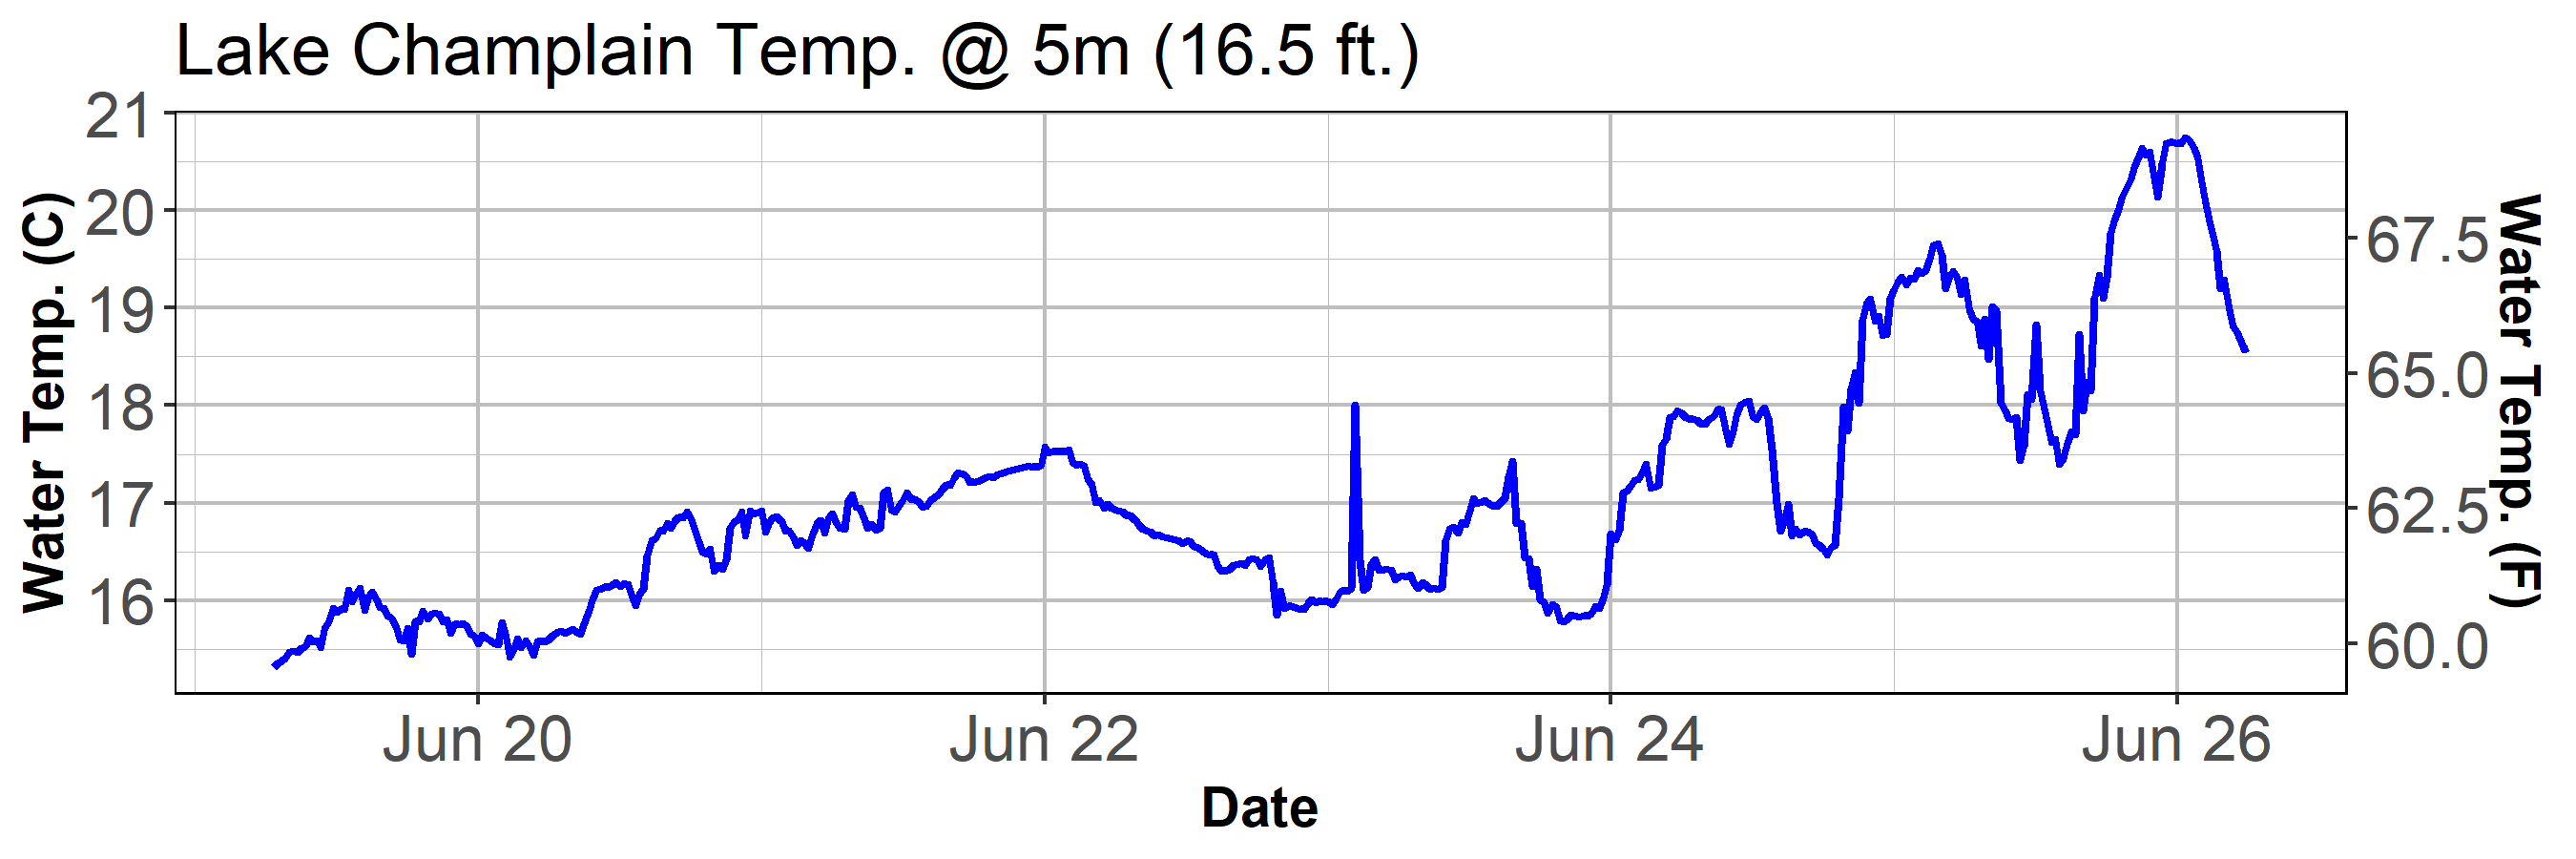 Lake Champlain Temp. @ 5m (16.5 ft.)
Water Temp. (C)
21
20
19
18
17
16
67.5
65.0
62.5
60.0
Water Temp. (F)
Jun 20
Jun 22
Jun 24
Jun 26
Date